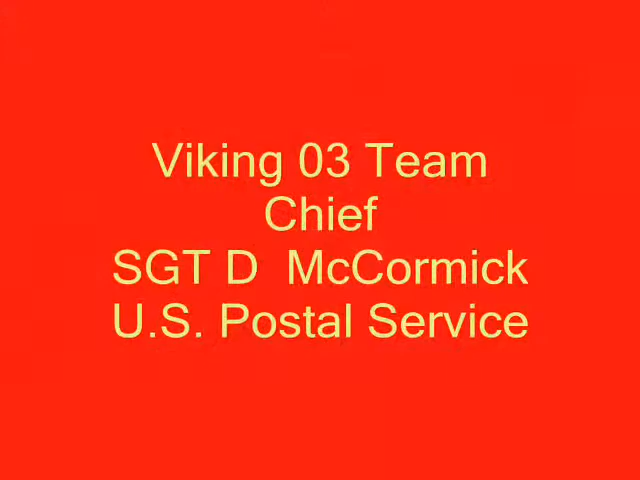 Viking 03 Team
Chief
SGT D  McCormick
U.S. Postal Service